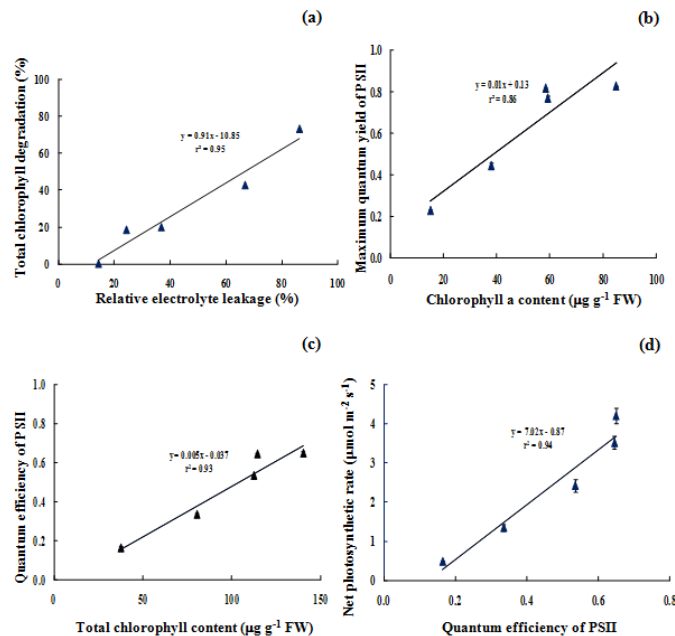 (a)
Total chlorophyll degradation (%)
100
80
60
40
20
0
y = 0.91x - 10.85
r² = 0.95
0 20 40 60 80 100
Relative electrolyte leakage (%)
(b)
Maximum quantum yield of PSII
1.0
0.8
0.6
0.4
0.2
0.0
y = 0.01x + 0.13
r² = 0.86
0 20 40 60 80 100
Chlorophyll a content (µg g⁻¹ FW)
(c)
Quantum efficiency of PSII
1.0
0.8
0.6
0.4
0.2
0.0
y = 0.005x - 0.037
r² = 0.93
0 50 100 150
Total chlorophyll content (µg g⁻¹ FW)
(d)
Net photosynthetic rate (µmol m⁻² s⁻¹)
5
4
3
2
1
0
y = 7.02x - 0.87
r² = 0.94
0.0 0.2 0.4 0.6 0.8
Quantum efficiency of PSII